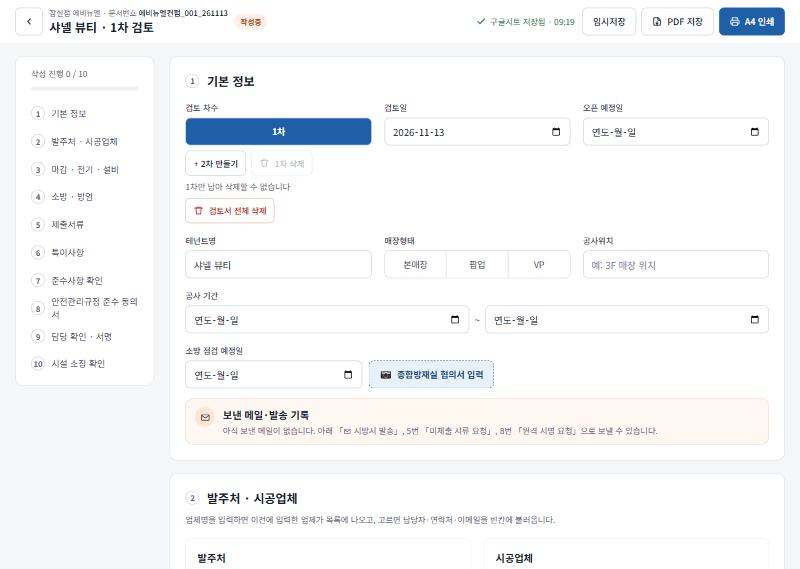 잠실점 에비뉴엘 · 문서번호 에비뉴엘컨펌_001_261113
샤넬 뷰티 · 1차 검토
작성중
구글시트 저장됨 · 09:19
임시저장
PDF 저장
A4 인쇄
작성 진행 0 / 10
1 기본 정보
2 발주처 · 시공업체
3 마감 · 전기 · 설비
4 소방 · 방염
5 제출서류
6 특이사항
7 준수사항 확인
8 안전관리규정 준수 동의
서
9 담당 확인 · 서명
10 시설 소장 확인
1 기본 정보
검토 차수
검토일
오픈 예정일
1차
2026-11-13
연도-월-일
+ 2차 만들기
1차 삭제
1차만 남아 삭제할 수 없습니다
검토서 전체 삭제
테넌트명
매장형태
공사위치
샤넬 뷰티
본매장
팝업
VP
예: 3F 매장 위치
공사 기간
연도-월-일
~
연도-월-일
소방 점검 예정일
연도-월-일
종합방재실 협의서 입력
보낸 메일·발송 기록
아직 보낸 메일이 없습니다. 아래 「✉ 시방서 발송」, 5번 「미제출 서류 요청」, 8번 「원격 서명 요청」으로 보낼 수 있습니다.
2 발주처 · 시공업체
업체명을 입력하면 이전에 입력한 업체가 목록에 나오고, 고르면 담당자·연락처·이메일을 빈칸에 불러옵니다.
발주처
시공업체